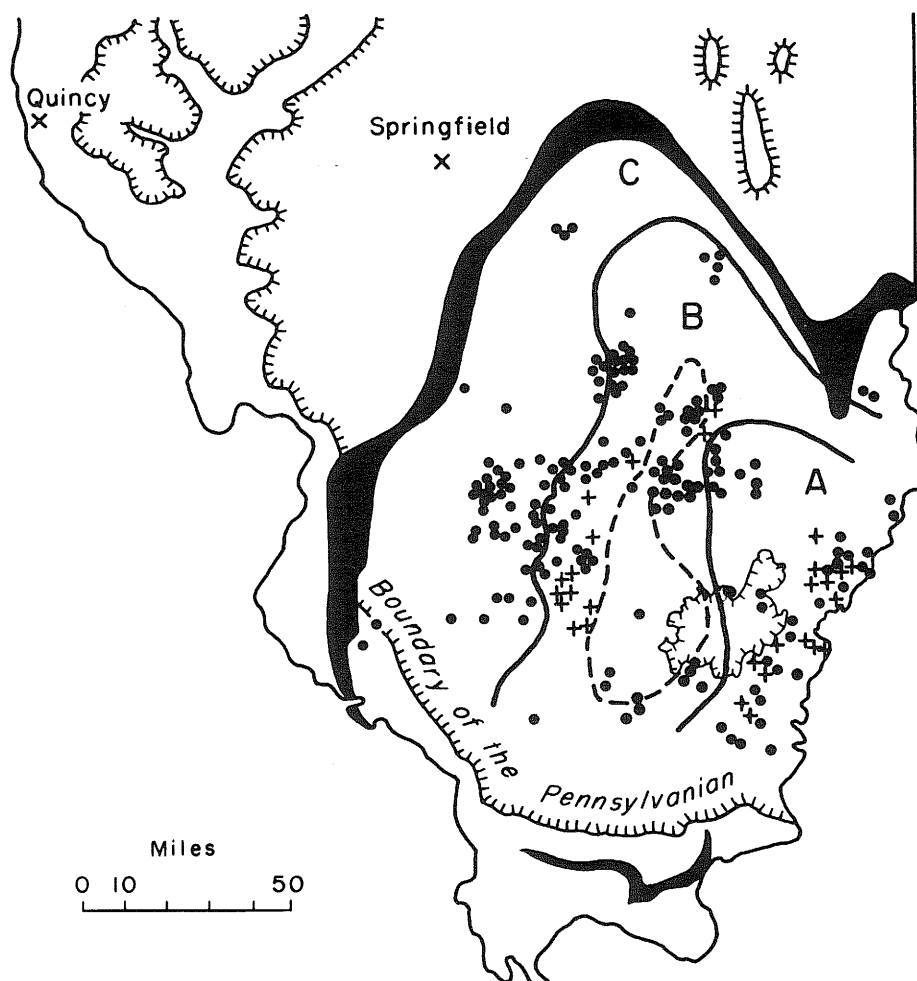 Quincy
Springfield
C
B
A
Boundary of the
Pennsylvanian
Miles
0 10 50